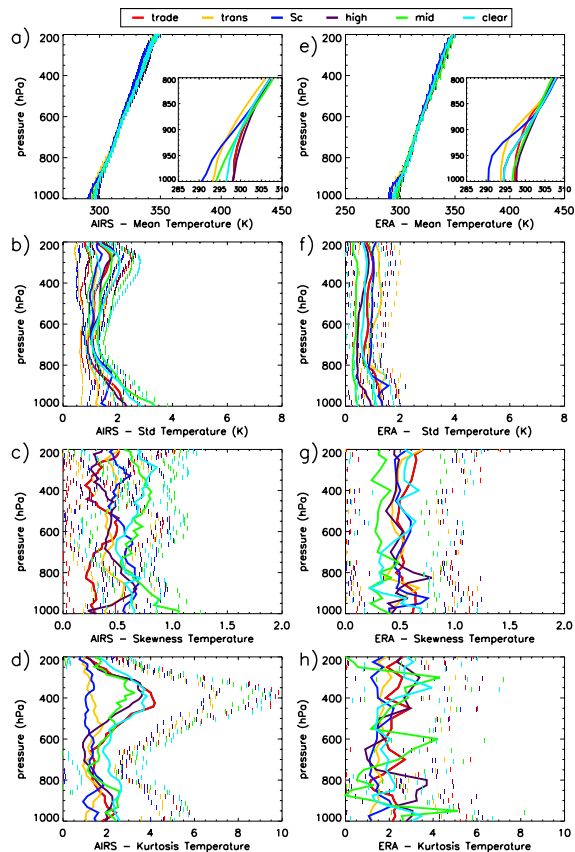 trade trans Sc high mid clear
a)
200
400
600
800
1000
pressure (hPa)
800
850
900
950
1000
285 290 295 300 305 310
300 350 400 450
AIRS - Mean Temperature (K)
e)
200
400
600
800
1000
pressure (hPa)
800
850
900
950
1000
285 290 295 300 305 310
250 300 350 400 450
ERA - Mean Temperature (K)
b)
200
400
600
800
1000
pressure (hPa)
0 2 4 6 8
AIRS - Std Temperature (K)
f)
200
400
600
800
1000
pressure (hPa)
0 2 4 6 8
ERA - Std Temperature (K)
c)
200
400
600
800
1000
pressure (hPa)
0.0 0.5 1.0 1.5 2.0
AIRS - Skewness Temperature
g)
200
400
600
800
1000
pressure (hPa)
0.0 0.5 1.0 1.5 2.0
ERA - Skewness Temperature
d)
200
400
600
800
1000
pressure (hPa)
0 2 4 6 8 10
AIRS - Kurtosis Temperature
h)
200
400
600
800
1000
pressure (hPa)
0 2 4 6 8 10
ERA - Kurtosis Temperature